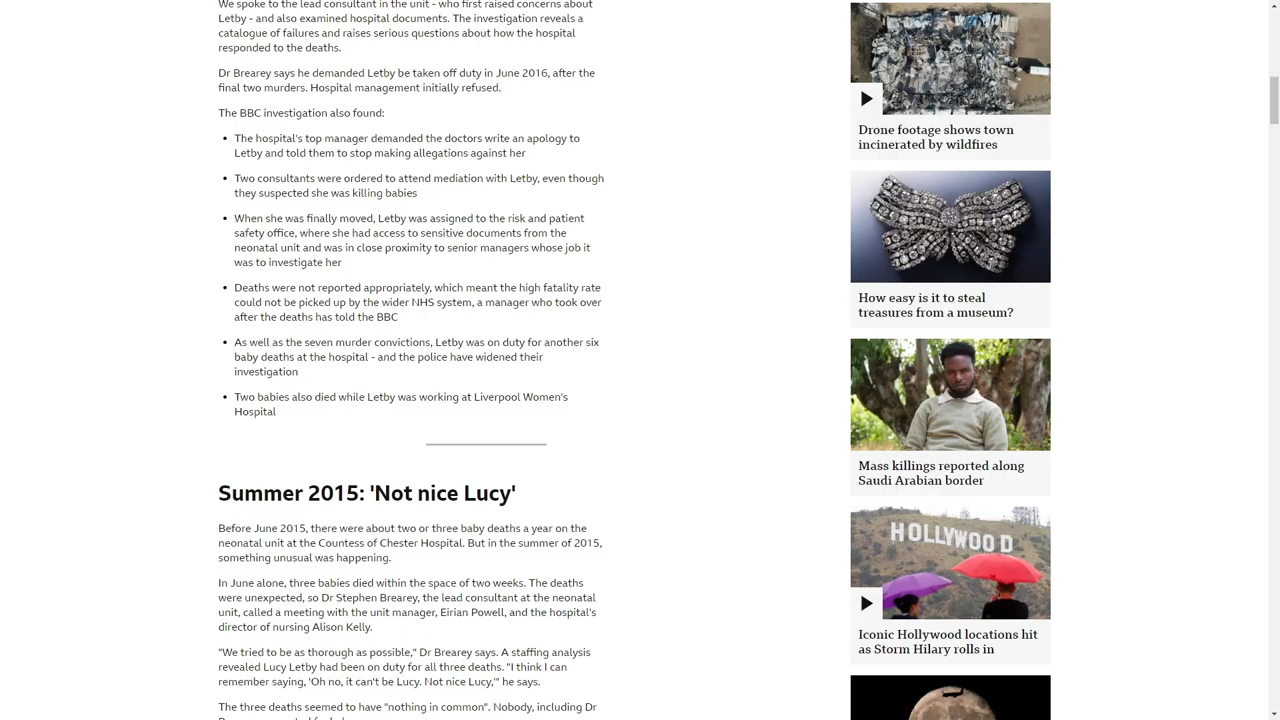 We spoke to the lead consultant in the unit - who first raised concerns about
Letby - and also examined hospital documents. The investigation reveals a
catalogue of failures and raises serious questions about how the hospital
responded to the deaths.
Dr Brearey says he demanded Letby be taken off duty in June 2016, after the
final two murders. Hospital management initially refused.
The BBC investigation also found:
• The hospital's top manager demanded the doctors write an apology to
Letby and told them to stop making allegations against her
• Two consultants were ordered to attend mediation with Letby, even though
they suspected she was killing babies
• When she was finally moved, Letby was assigned to the risk and patient
safety office, where she had access to sensitive documents from the
neonatal unit and was in close proximity to senior managers whose job it
was to investigate her
• Deaths were not reported appropriately, which meant the high fatality rate
could not be picked up by the wider NHS system, a manager who took over
after the deaths has told the BBC
• As well as the seven murder convictions, Letby was on duty for another six
baby deaths at the hospital - and the police have widened their
investigation
• Two babies also died while Letby was working at Liverpool Women's
Hospital
Summer 2015: 'Not nice Lucy'
Before June 2015, there were about two or three baby deaths a year on the
neonatal unit at the Countess of Chester Hospital. But in the summer of 2015,
something unusual was happening.
In June alone, three babies died within the space of two weeks. The deaths
were unexpected, so Dr Stephen Brearey, the lead consultant at the neonatal
unit, called a meeting with the unit manager, Eirian Powell, and the hospital's
director of nursing Alison Kelly.
"We tried to be as thorough as possible," Dr Brearey says. A staffing analysis
revealed Lucy Letby had been on duty for all three deaths. "I think I can
remember saying, 'Oh no, it can't be Lucy. Not nice Lucy,'" he says.
The three deaths seemed to have "nothing in common". Nobody, including Dr
Drone footage shows town
incinerated by wildfires
How easy is it to steal
treasures from a museum?
Mass killings reported along
Saudi Arabian border
HOLLYWOOD
Iconic Hollywood locations hit
as Storm Hilary rolls in